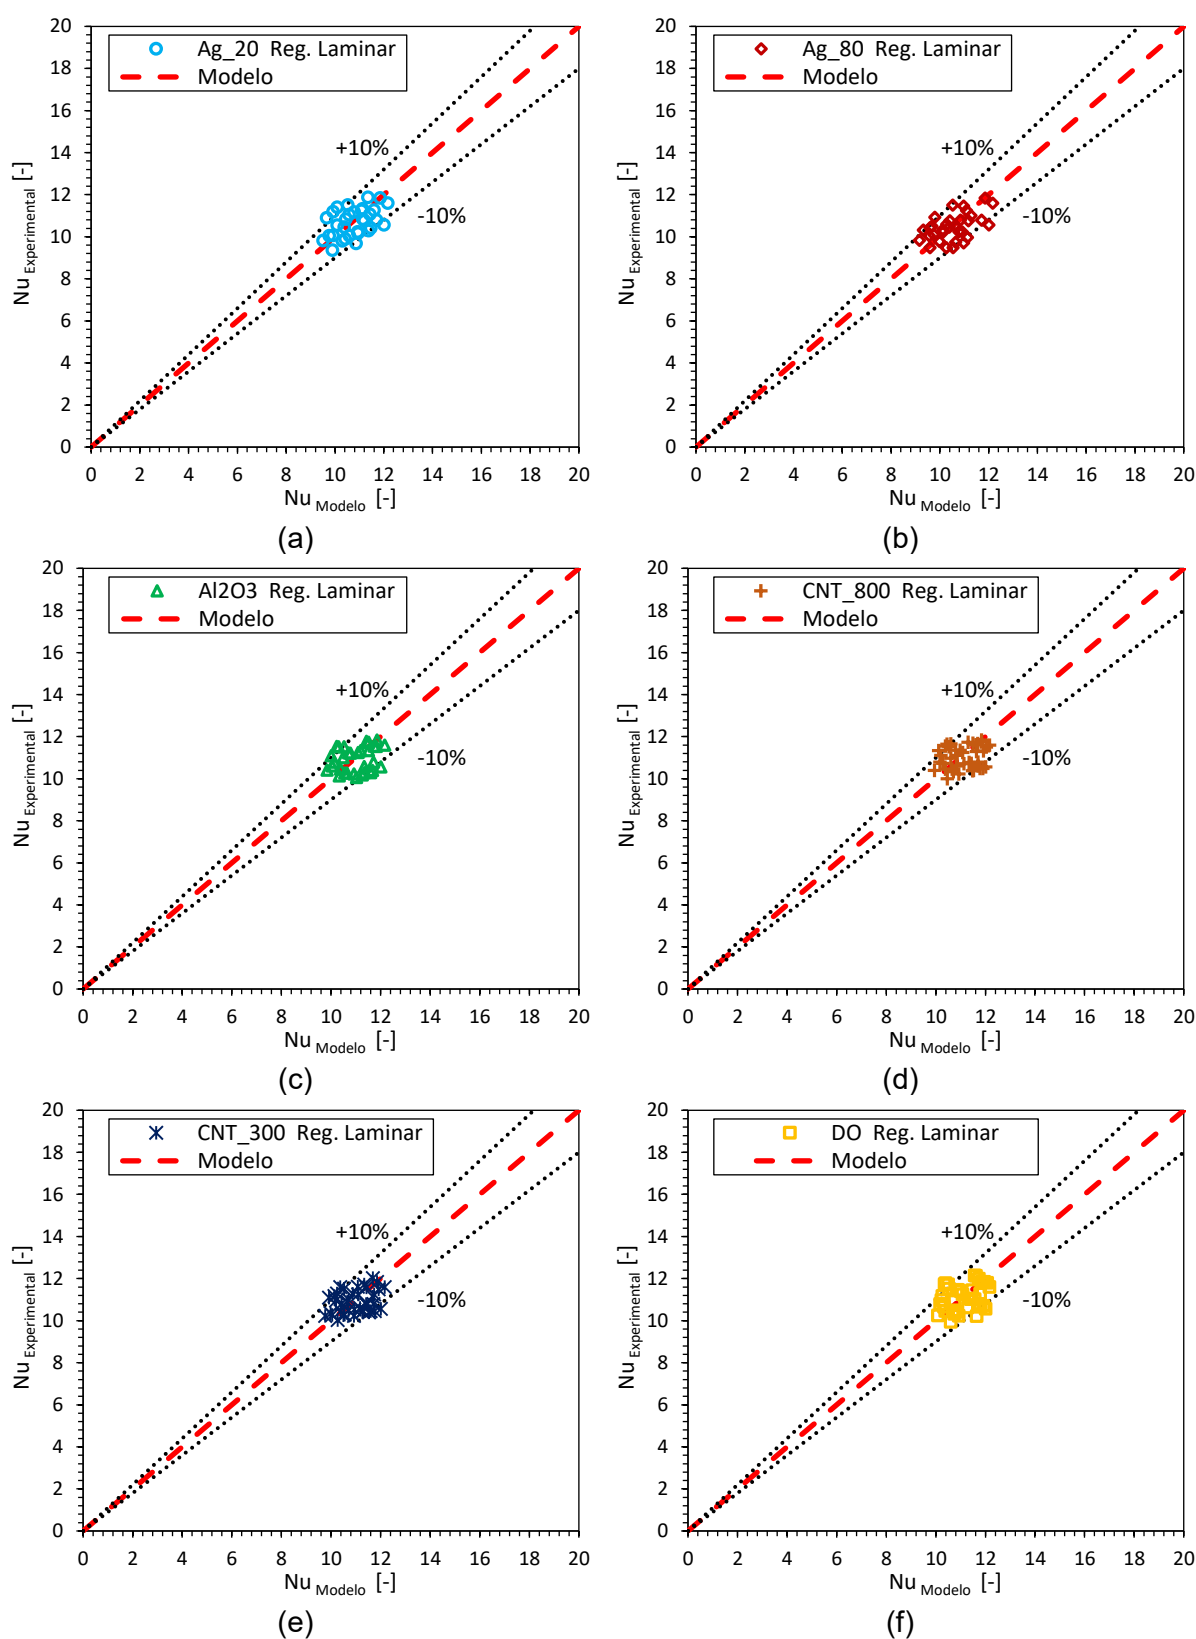 Ag_20 Reg. Laminar
Modelo
+10%
-10%
20
18
16
14
12
10
8
6
4
2
0
0 2 4 6 8 10 12 14 16 18 20
Nu Experimental [-]
Nu Modelo [-]
(a)
Ag_80 Reg. Laminar
Modelo
+10%
-10%
20
18
16
14
12
10
8
6
4
2
0
0 2 4 6 8 10 12 14 16 18 20
Nu Experimental [-]
Nu Modelo [-]
(b)
Al2O3 Reg. Laminar
Modelo
+10%
-10%
20
18
16
14
12
10
8
6
4
2
0
0 2 4 6 8 10 12 14 16 18 20
Nu Experimental [-]
Nu Modelo [-]
(c)
CNT_800 Reg. Laminar
Modelo
+10%
-10%
20
18
16
14
12
10
8
6
4
2
0
0 2 4 6 8 10 12 14 16 18 20
Nu Experimental [-]
Nu Modelo [-]
(d)
CNT_300 Reg. Laminar
Modelo
+10%
-10%
20
18
16
14
12
10
8
6
4
2
0
0 2 4 6 8 10 12 14 16 18 20
Nu Experimental [-]
Nu Modelo [-]
(e)
DO Reg. Laminar
Modelo
+10%
-10%
20
18
16
14
12
10
8
6
4
2
0
0 2 4 6 8 10 12 14 16 18 20
Nu Experimental [-]
Nu Modelo [-]
(f)